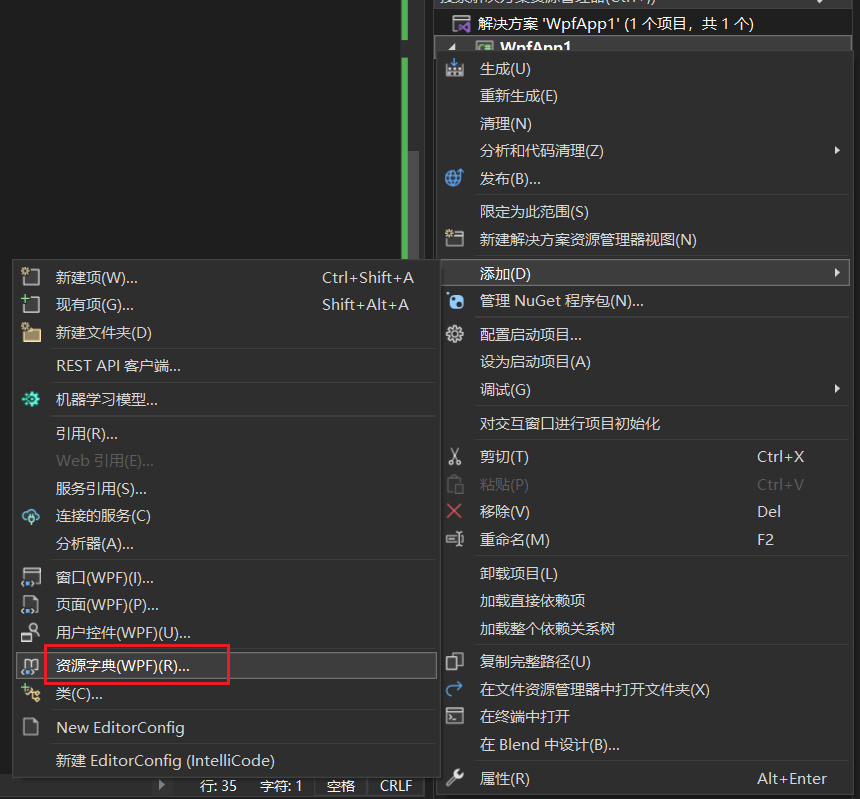 解决方案 'WpfApp1' (1 个项目，共 1 个)
WpfApp1
生成(U)
重新生成(E)
清理(N)
分析和代码清理(Z)
发布(B)...
限定为此范围(S)
新建解决方案资源管理器视图(N)
添加(D)
管理 NuGet 程序包(N)...
配置启动项目...
设为启动项目(A)
调试(G)
对交互窗口进行项目初始化
剪切(T) Ctrl+X
粘贴(P) Ctrl+V
移除(V) Del
重命名(M) F2
卸载项目(L)
加载直接依赖项
加载整个依赖关系树
复制完整路径(U)
在文件资源管理器中打开文件夹(X)
在终端中打开
在 Blend 中设计(B)...
属性(R) Alt+Enter
新建项(W)... Ctrl+Shift+A
现有项(G)... Shift+Alt+A
新建文件夹(D)
REST API 客户端...
机器学习模型...
引用(R)...
Web 引用(E)...
服务引用(S)...
连接的服务(C)
分析器(A)...
窗口(WPF)(I)...
页面(WPF)(P)...
用户控件(WPF)(U)...
资源字典(WPF)(R)...
类(C)...
New EditorConfig
新建 EditorConfig (IntelliCode)
行: 35 字符: 1 空格 CRLF